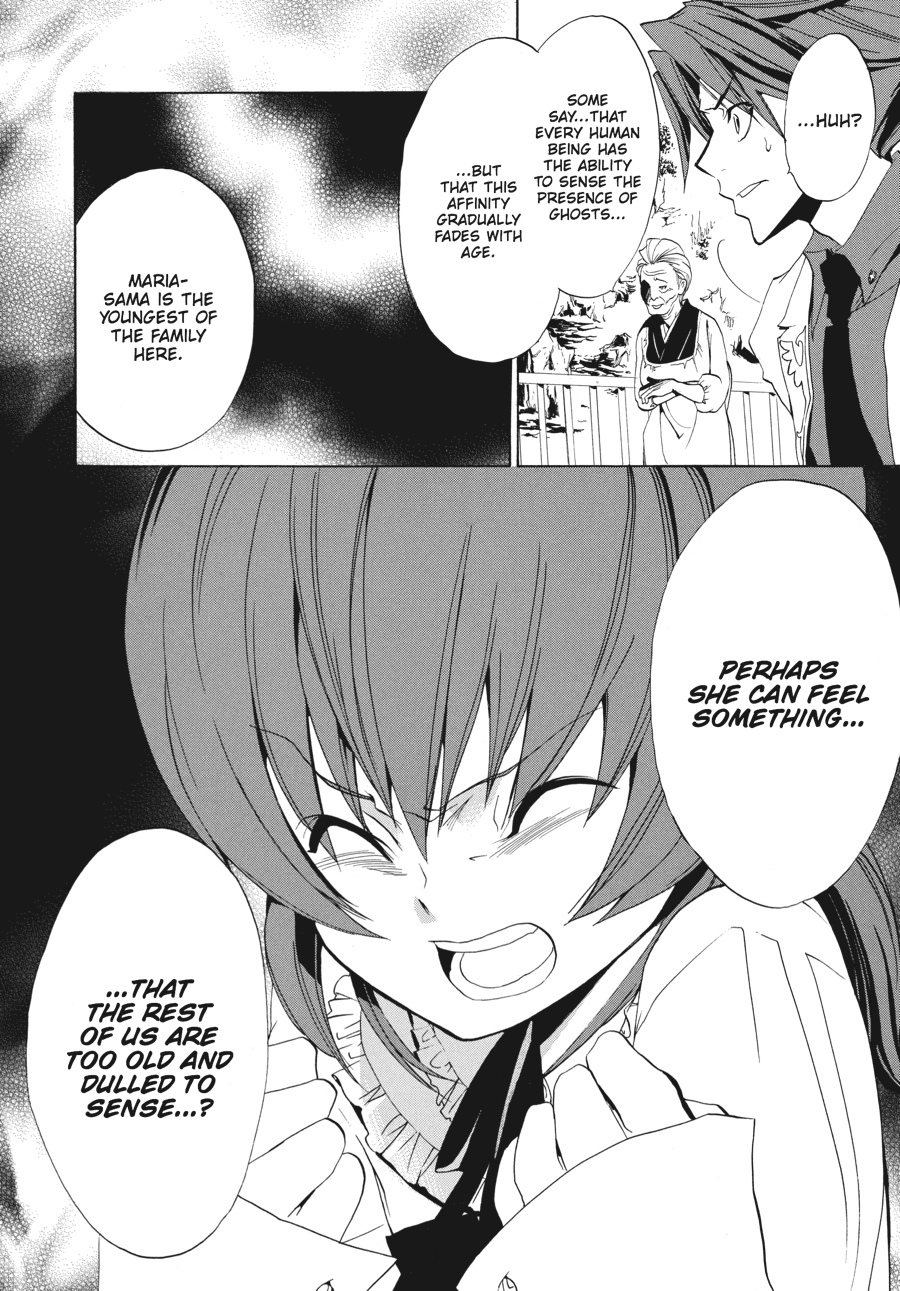 ...HUH?
SOME
SAY...THAT
EVERY HUMAN
BEING HAS
THE ABILITY
TO SENSE THE
PRESENCE OF
GHOSTS...
...BUT
THAT THIS
AFFINITY
GRADUALLY
FADES WITH
AGE.
MARIA-
SAMA IS THE
YOUNGEST
OF THE FAMILY
HERE.
PERHAPS
SHE CAN FEEL
SOMETHING...
...THAT
THE REST
OF US ARE
TOO OLD AND
DULLED TO
SENSE...?